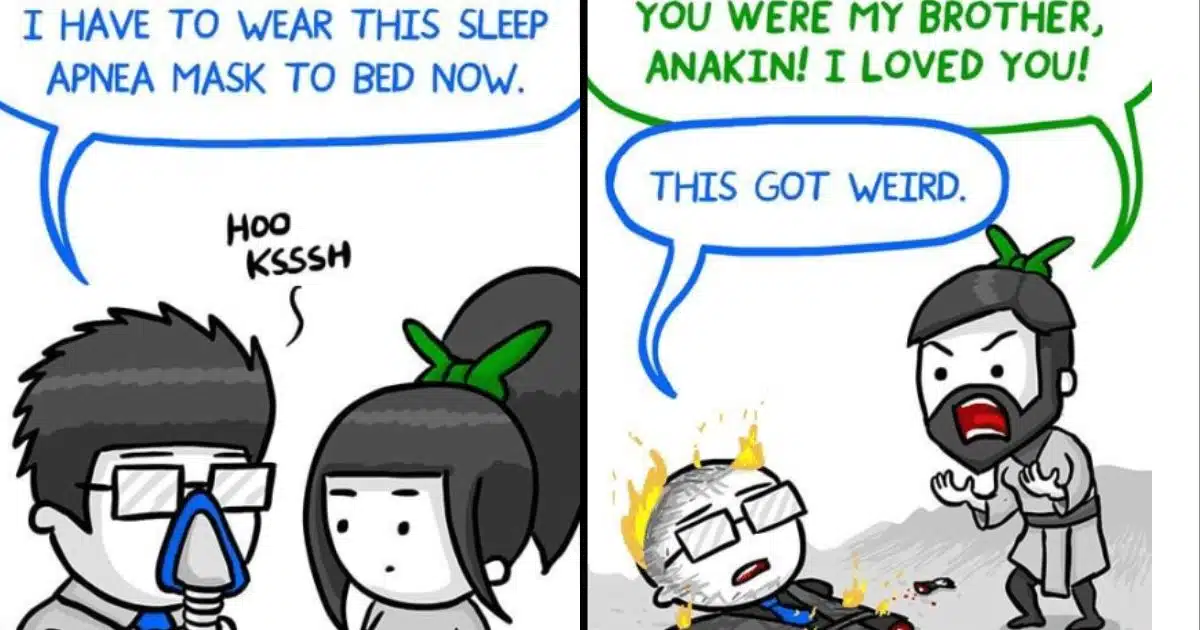 I HAVE TO WEAR THIS SLEEP
APNEA MASK TO BED NOW.
HOO
KSSSH
YOU WERE MY BROTHER,
ANAKIN! I LOVED YOU!
THIS GOT WEIRD.